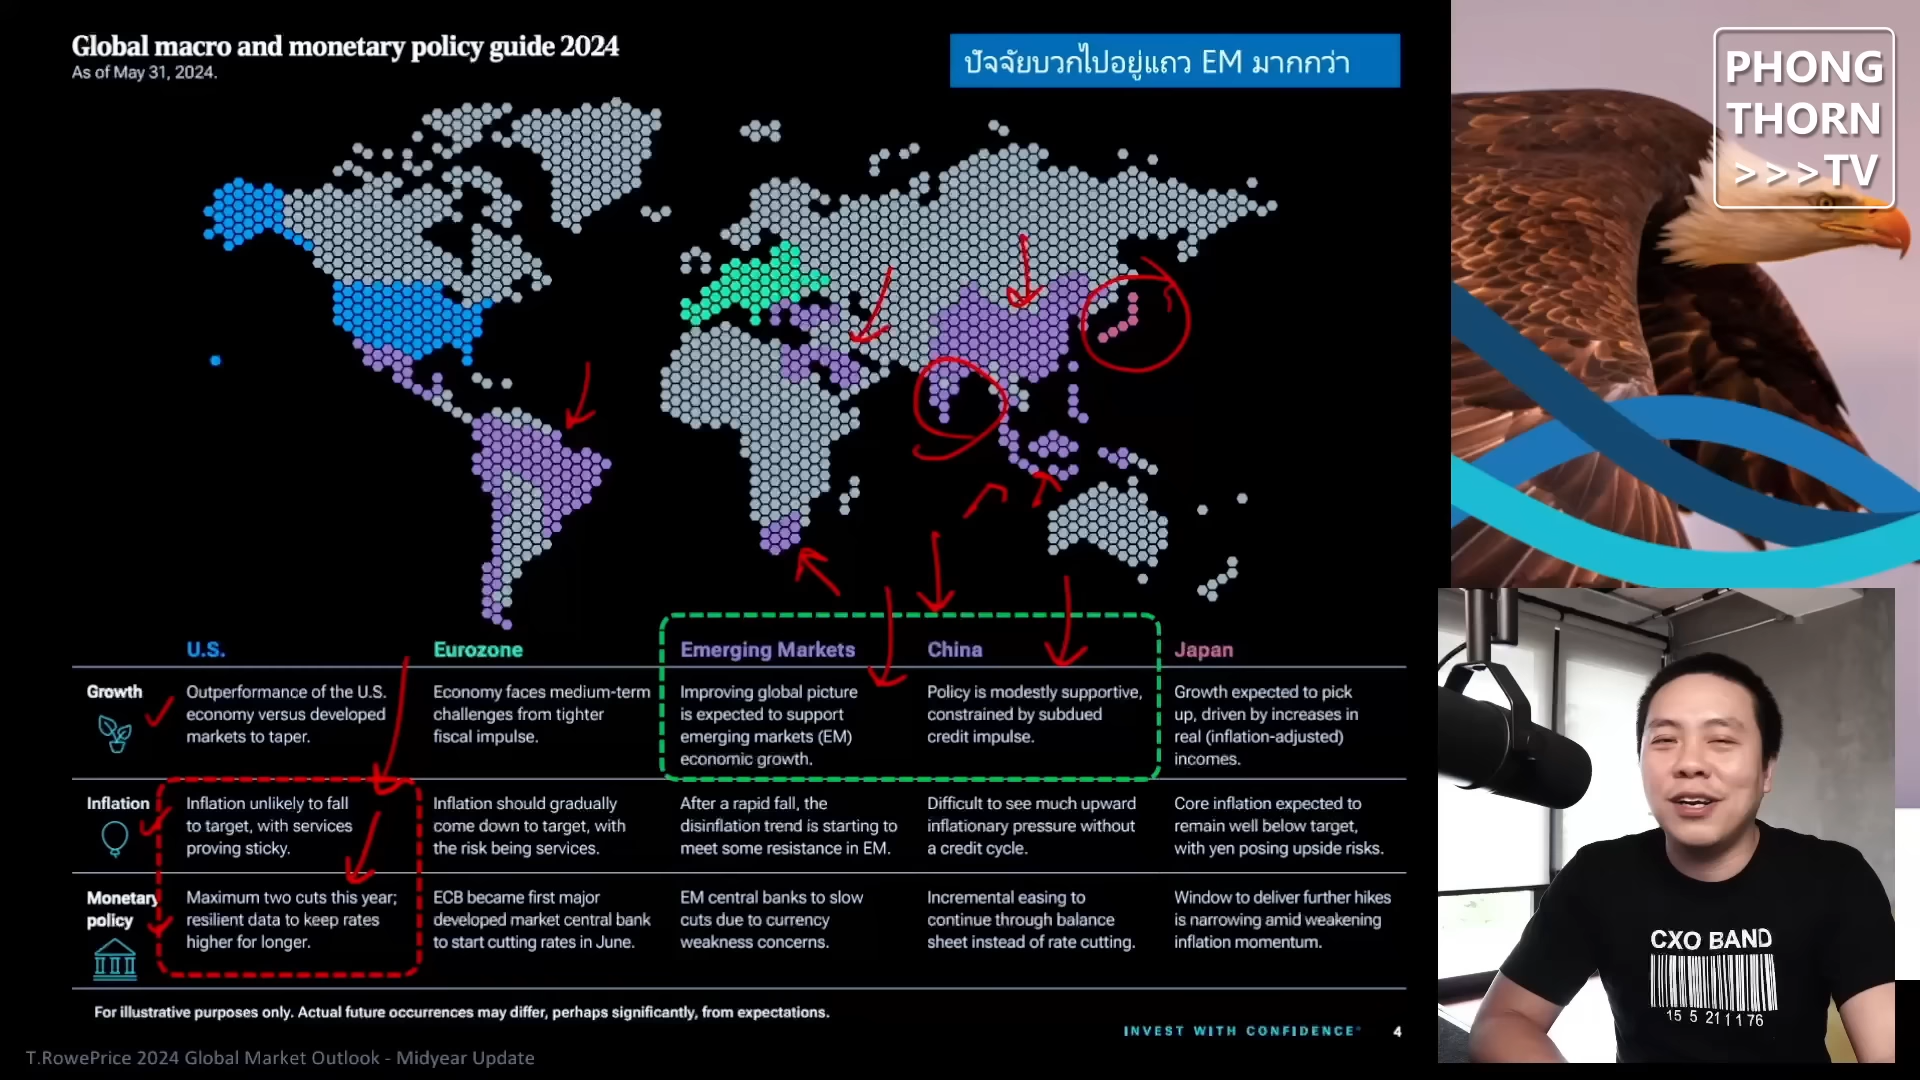 Global macro and monetary policy guide 2024
As of May 31, 2024.
ปัจจัยบวกไปอยู่แถว EM มากกว่า
PHONG
THORN
>>>TV
U.S.
Eurozone
Emerging Markets
China
Japan
Growth
Outperformance of the U.S.
economy versus developed
markets to taper.
Economy faces medium-term
challenges from tighter
fiscal impulse.
Improving global picture
is expected to support
emerging markets (EM)
economic growth.
Policy is modestly supportive,
constrained by subdued
credit impulse.
Growth expected to pick
up, driven by increases in
real (inflation-adjusted)
incomes.
Inflation
Inflation unlikely to fall
to target, with services
proving sticky.
Inflation should gradually
come down to target, with
the risk being services.
After a rapid fall, the
disinflation trend is starting to
meet some resistance in EM.
Difficult to see much upward
inflationary pressure without
a credit cycle.
Core inflation expected to
remain well below target,
with yen posing upside risks.
Monetary
policy
Maximum two cuts this year;
resilient data to keep rates
higher for longer.
ECB became first major
developed market central bank
to start cutting rates in June.
EM central banks to slow
cuts due to currency
weakness concerns.
Incremental easing to
continue through balance
sheet instead of rate cutting.
Window to deliver further hikes
is narrowing amid weakening
inflation momentum.
For illustrative purposes only. Actual future occurrences may differ, perhaps significantly, from expectations.
INVEST WITH CONFIDENCE
4
T.RowePrice 2024 Global Market Outlook - Midyear Update
CXO BAND
15 5 21 1 1 76